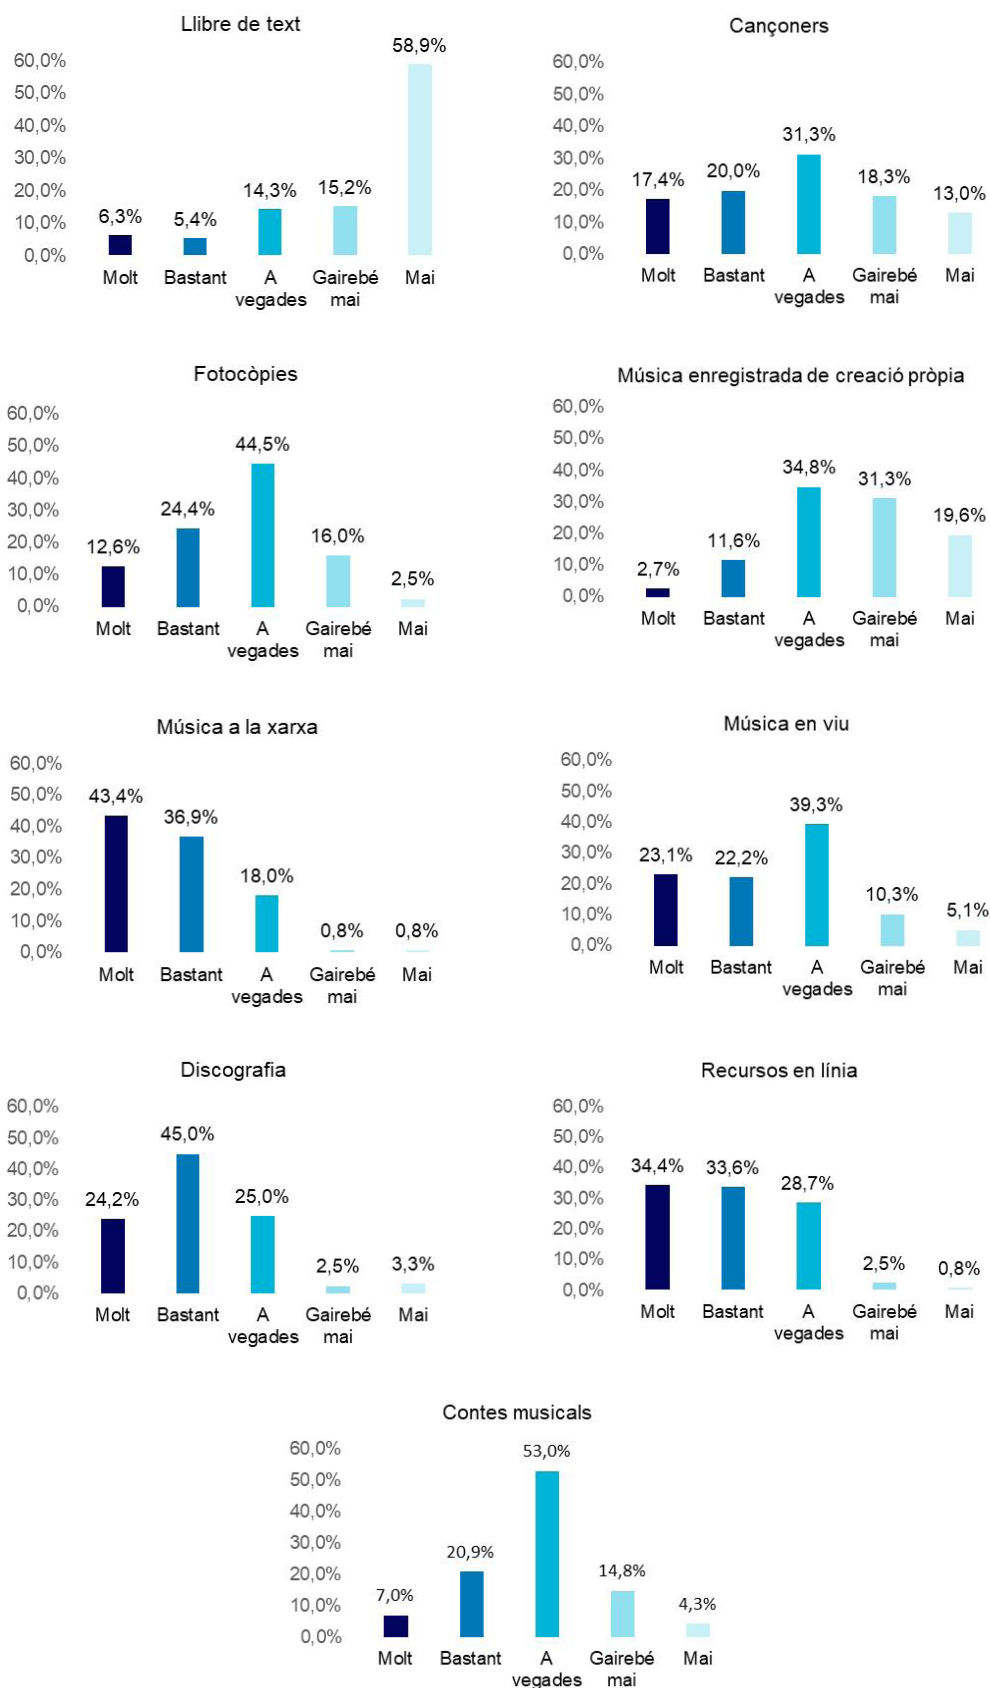 Llibre de text
58,9%
60,0%
50,0%
40,0%
30,0%
20,0%
10,0%
0,0%
6,3%
5,4%
14,3%
15,2%
Molt
Bastant
A
vegades
Gairebé
mai
Mai
Cançoners
60,0%
50,0%
40,0%
30,0%
20,0%
10,0%
0,0%
17,4%
20,0%
31,3%
18,3%
13,0%
Molt
Bastant
A
vegades
Gairebé
mai
Mai
Fotocòpies
60,0%
50,0%
40,0%
30,0%
20,0%
10,0%
0,0%
12,6%
24,4%
44,5%
16,0%
2,5%
Molt
Bastant
A
vegades
Gairebé
mai
Mai
Música enregistrada de creació pròpia
60,0%
50,0%
40,0%
30,0%
20,0%
10,0%
0,0%
2,7%
11,6%
34,8%
31,3%
19,6%
Molt
Bastant
A
vegades
Gairebé
mai
Mai
Música a la xarxa
60,0%
50,0%
40,0%
30,0%
20,0%
10,0%
0,0%
43,4%
36,9%
18,0%
0,8%
0,8%
Molt
Bastant
A
vegades
Gairebé
mai
Mai
Música en viu
60,0%
50,0%
40,0%
30,0%
20,0%
10,0%
0,0%
23,1%
22,2%
39,3%
10,3%
5,1%
Molt
Bastant
A
vegades
Gairebé
mai
Mai
Discografia
60,0%
50,0%
40,0%
30,0%
20,0%
10,0%
0,0%
24,2%
45,0%
25,0%
2,5%
3,3%
Molt
Bastant
A
vegades
Gairebé
mai
Mai
Recursos en línia
60,0%
50,0%
40,0%
30,0%
20,0%
10,0%
0,0%
34,4%
33,6%
28,7%
2,5%
0,8%
Molt
Bastant
A
vegades
Gairebé
mai
Mai
Contes musicals
60,0%
50,0%
40,0%
30,0%
20,0%
10,0%
0,0%
7,0%
20,9%
53,0%
14,8%
4,3%
Molt
Bastant
A
vegades
Gairebé
mai
Mai